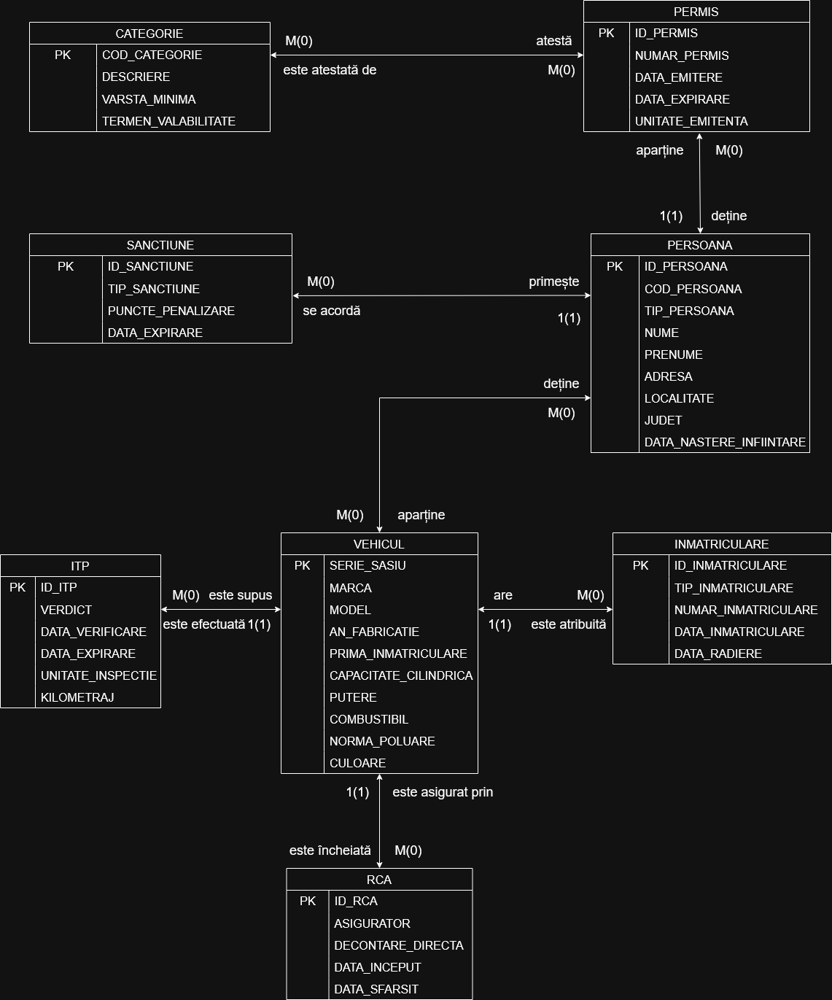 PERMIS
PK ID_PERMIS
NUMAR_PERMIS
DATA_EMITERE
DATA_EXPIRARE
UNITATE_EMITENTA
CATEGORIE
PK COD_CATEGORIE
DESCRIERE
VARSTA_MINIMA
TERMEN_VALABILITATE
M(0) atestă
este atestată de M(0)
aparține M(0)
1(1) deține
SANCTIUNE
PK ID_SANCTIUNE
TIP_SANCTIUNE
PUNCTE_PENALIZARE
DATA_EXPIRARE
M(0) primește
se acordă 1(1)
PERSOANA
PK ID_PERSOANA
COD_PERSOANA
TIP_PERSOANA
NUME
PRENUME
ADRESA
LOCALITATE
JUDET
DATA_NASTERE_INFIINTARE
deține
M(0)
M(0) aparține
ITP
PK ID_ITP
VERDICT
DATA_VERIFICARE
DATA_EXPIRARE
UNITATE_INSPECTIE
KILOMETRAJ
M(0) este supus
este efectuată 1(1)
VEHICUL
PK SERIE_SASIU
MARCA
MODEL
AN_FABRICATIE
PRIMA_INMATRICULARE
CAPACITATE_CILINDRICA
PUTERE
COMBUSTIBIL
NORMA_POLUARE
CULOARE
are M(0)
1(1) este atribuită
INMATRICULARE
PK ID_INMATRICULARE
TIP_INMATRICULARE
NUMAR_INMATRICULARE
DATA_INMATRICULARE
DATA_RADIERE
1(1) este asigurat prin
este încheiată M(0)
RCA
PK ID_RCA
ASIGURATOR
DECONTARE_DIRECTA
DATA_INCEPUT
DATA_SFARSIT